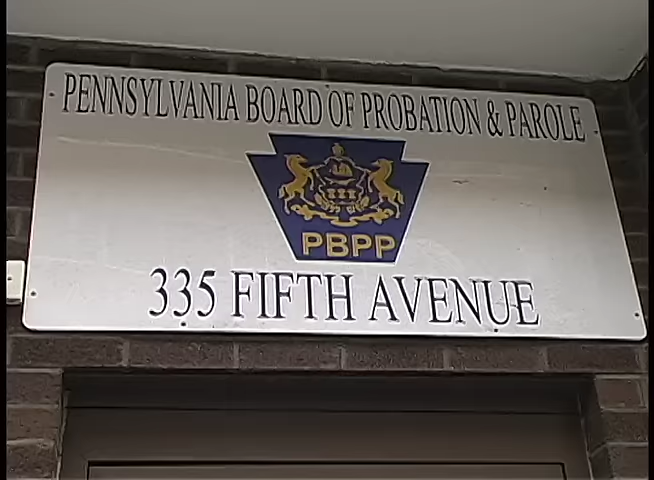 PENNSYLVANIA BOARD OF PROBATION & PAROLE
PBPP
335 FIFTH AVENUE